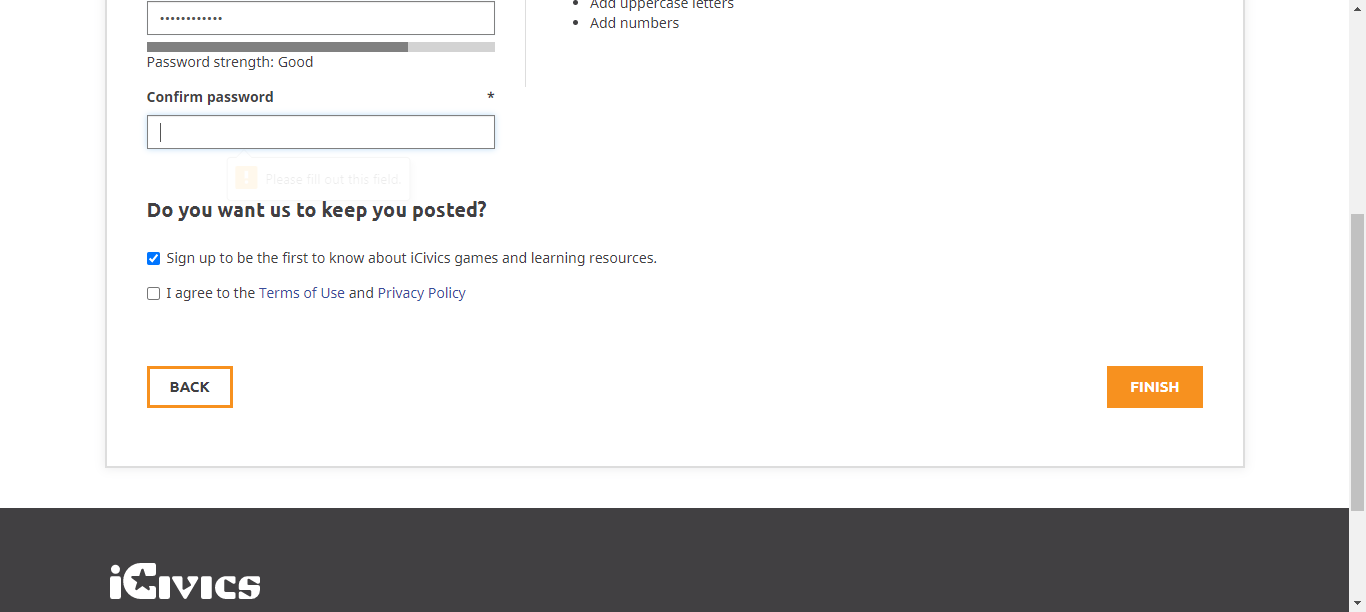 Add uppercase letters
••••••••••••
Add numbers
Password strength: Good
Confirm password *
Please fill out this field.
Do you want us to keep you posted?
Sign up to be the first to know about iCivics games and learning resources.
I agree to the Terms of Use and Privacy Policy
BACK
FINISH
iCivics